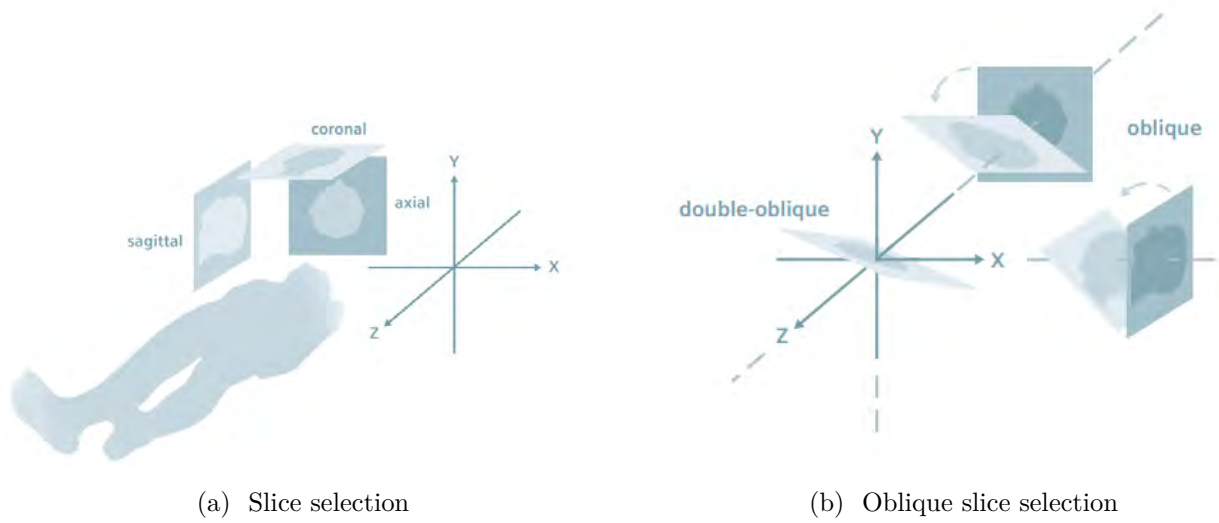 coronal
Y
axial
sagittal
X
Z
(a) Slice selection
oblique
Y
double-oblique
X
Z
(b) Oblique slice selection